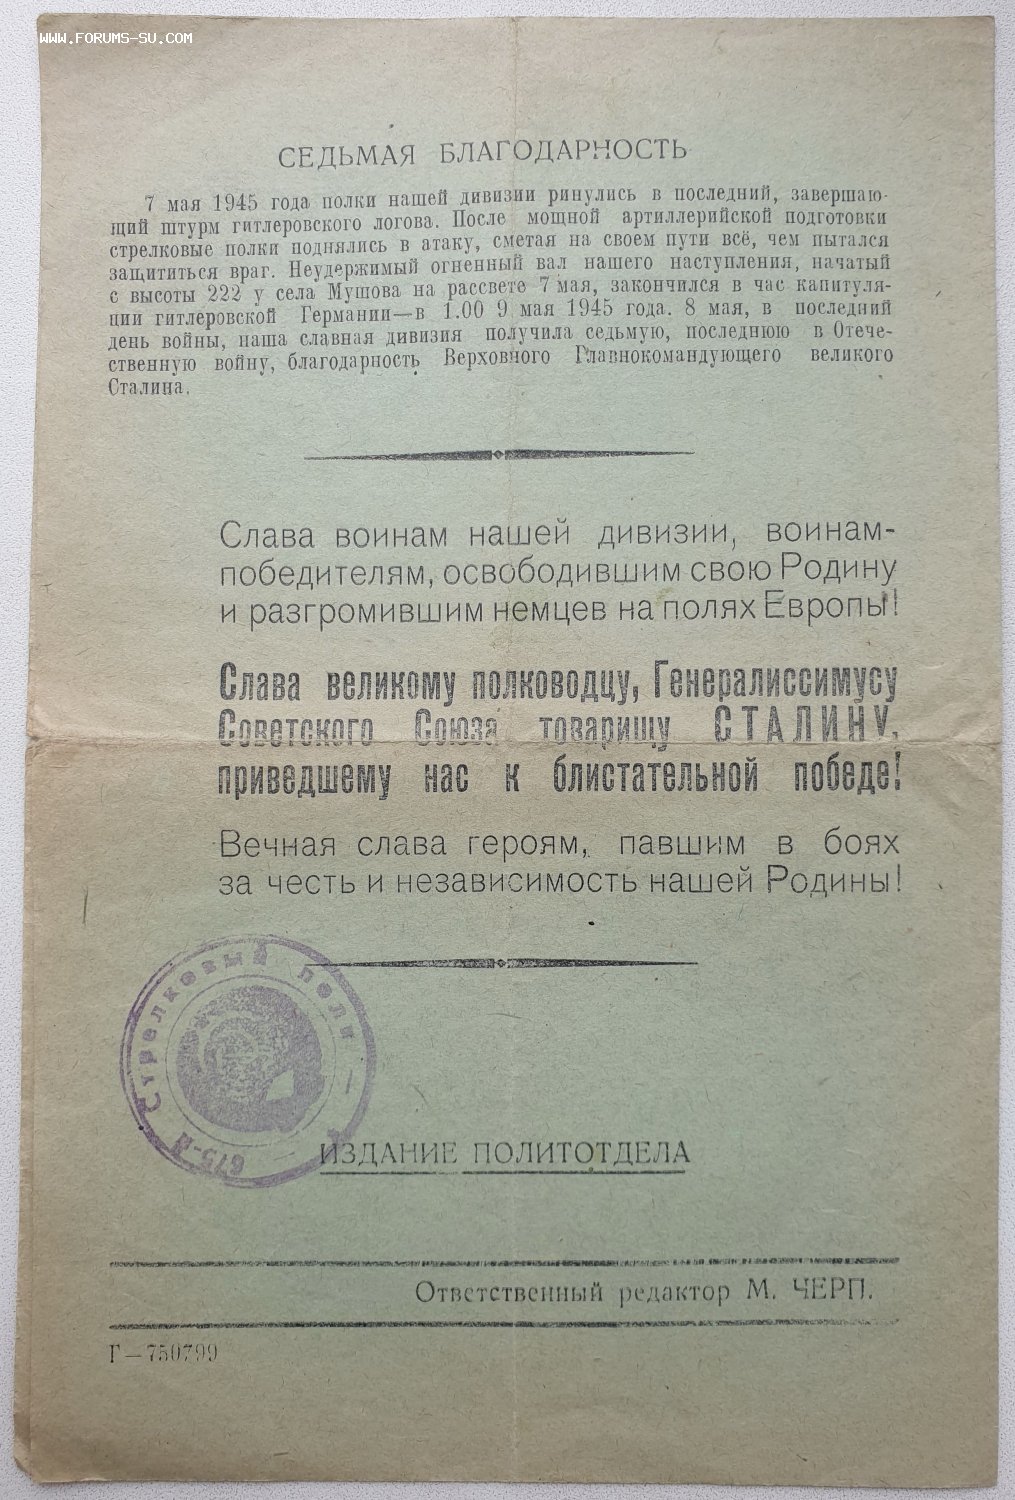 www.forums-su.com
СЕДЬМАЯ БЛАГОДАРНОСТЬ
7 мая 1945 года полки нашей дивизии ринулись в последний, завершаю-
щий штурм гитлеровского логова. После мощной артиллерийской подготовки
стрелковые полки поднялись в атаку, сметая на своем пути всё, чем пытался
защититься враг. Неудержимый огненный вал нашего наступления, начатый
с высоты 222 у села Мушова на рассвете 7 мая, закончился в час капитуля-
ции гитлеровской Германии—в 1.00 9 мая 1945 года. 8 мая, в последний
день войны, наша славная дивизия получила седьмую, последнюю в Отече-
ственную войну, благодарность Верховного Главнокомандующего великого
Сталина.
Слава воинам нашей дивизии, воинам-
победителям, освободившим свою Родину
и разгромившим немцев на полях Европы!
Слава великому полководцу, Генералиссимусу
Советского Союза товарищу СТАЛИНУ,
приведшему нас к блистательной победе!
Вечная слава героям, павшим в боях
за честь и независимость нашей Родины!
675-й Стрелковый полк
ИЗДАНИЕ ПОЛИТОТДЕЛА
Ответственный редактор М. ЧЕРП.
Г—750799